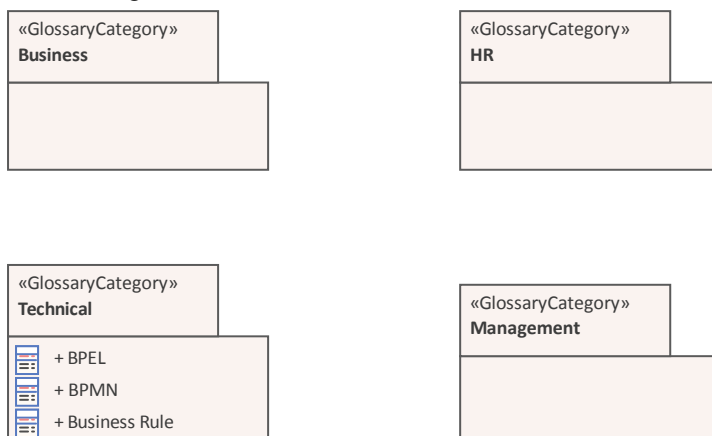 «GlossaryCategory»
Business
«GlossaryCategory»
HR
«GlossaryCategory»
Technical
+ BPEL
+ BPMN
+ Business Rule
«GlossaryCategory»
Management